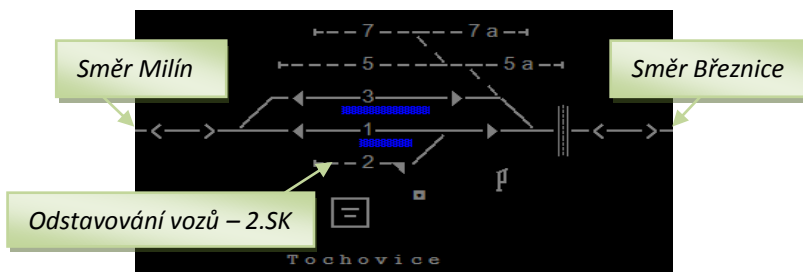 7 7a
Směr Milín 5 5a Směr Březnice
3
1
2
Odstavování vozů – 2.SK
Tochovice